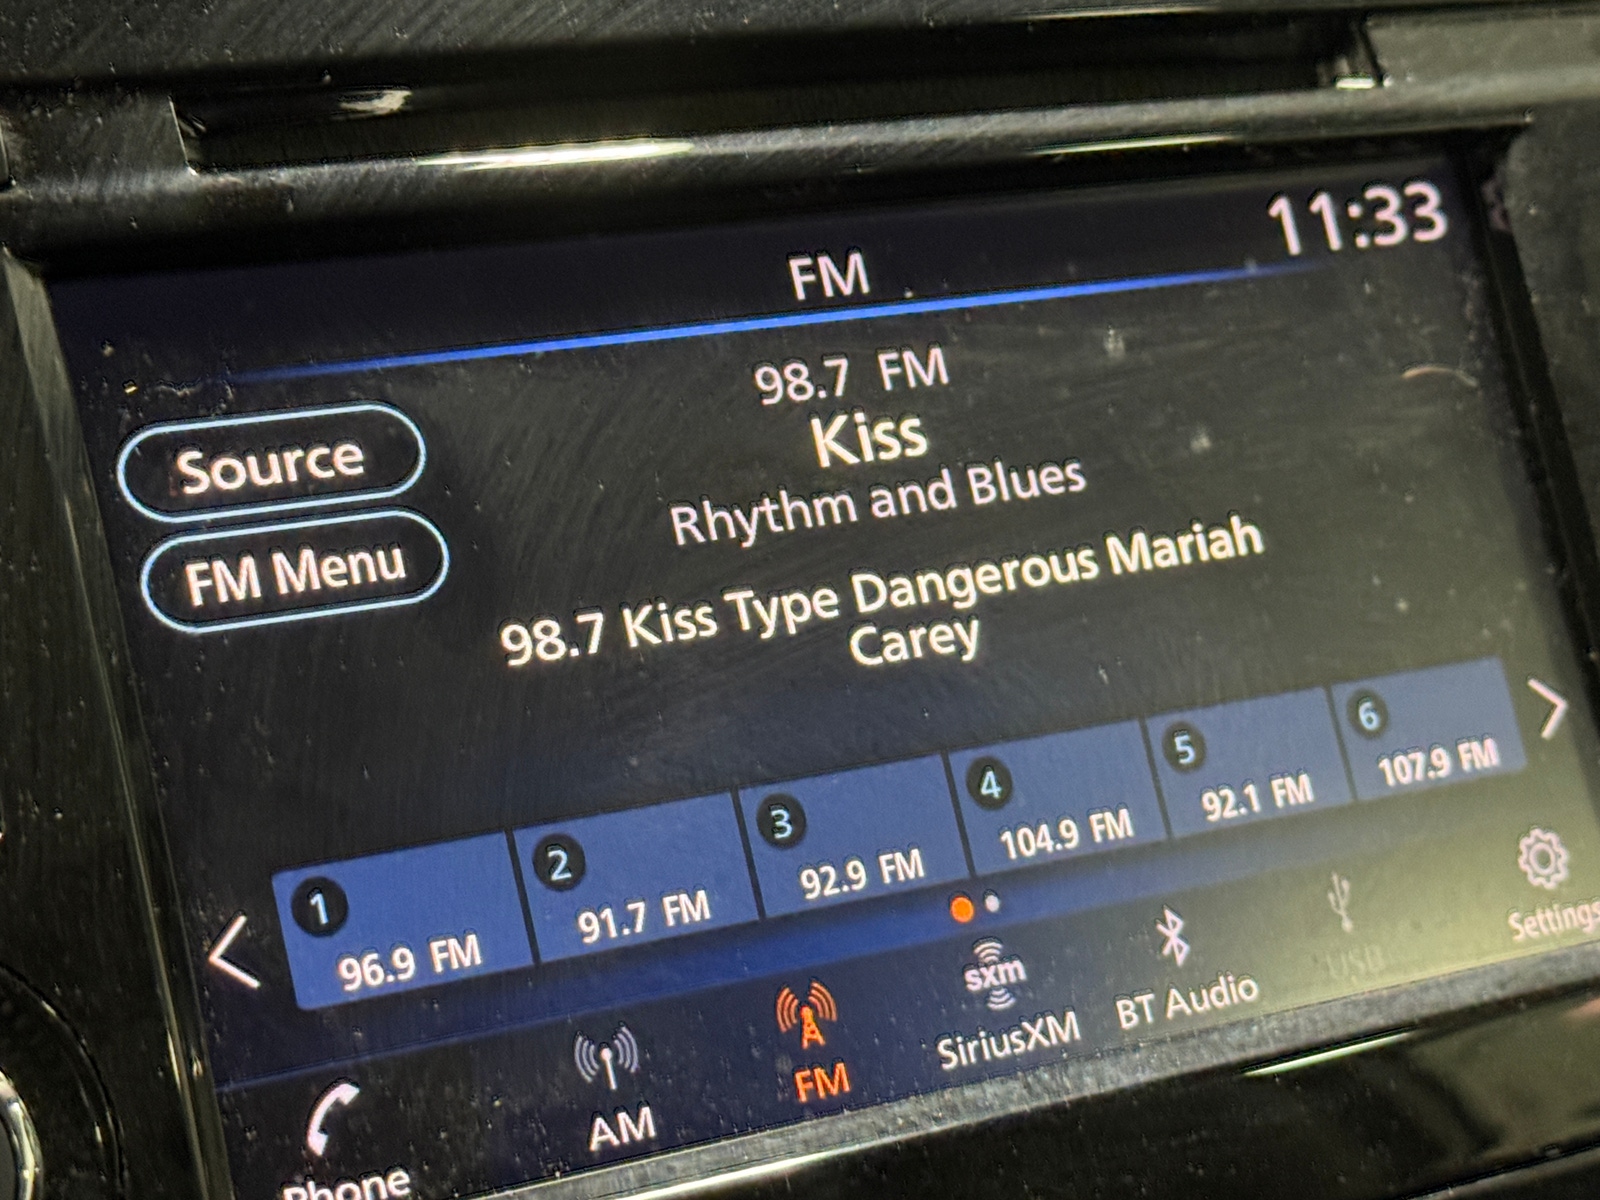 11:33
FM
98.7 FM
Kiss
Rhythm and Blues
98.7 Kiss Type Dangerous Mariah
Carey
Source
FM Menu
1
96.9 FM
2
91.7 FM
3
92.9 FM
4
104.9 FM
5
92.1 FM
6
107.9 FM
Phone
AM
FM
sxm
SiriusXM
BT Audio
USB
Settings